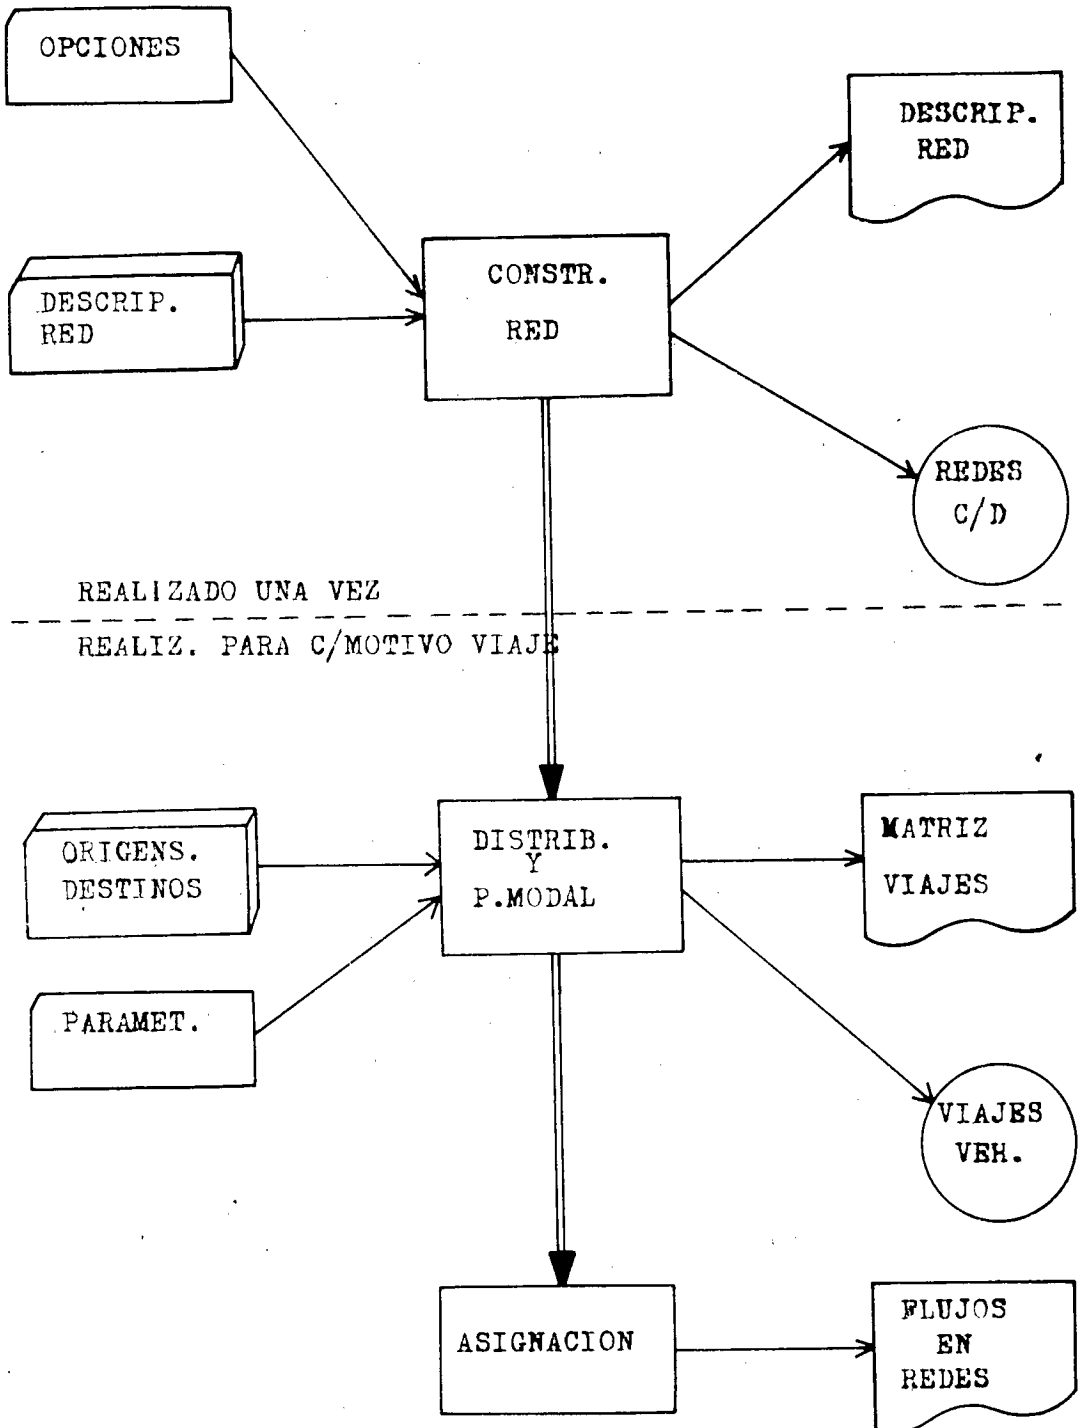 OPCIONES
DESCRIP.
RED
DESCRIP.
RED
CONSTR.
RED
REDES
C/D
REALIZADO UNA VEZ
REALIZ. PARA C/MOTIVO VIAJE
ORIGENS.
DESTINOS
DISTRIB.
Y
P.MODAL
MATRIZ
VIAJES
PARAMET.
VIAJES
VEH.
ASIGNACION
FLUJOS
EN
REDES